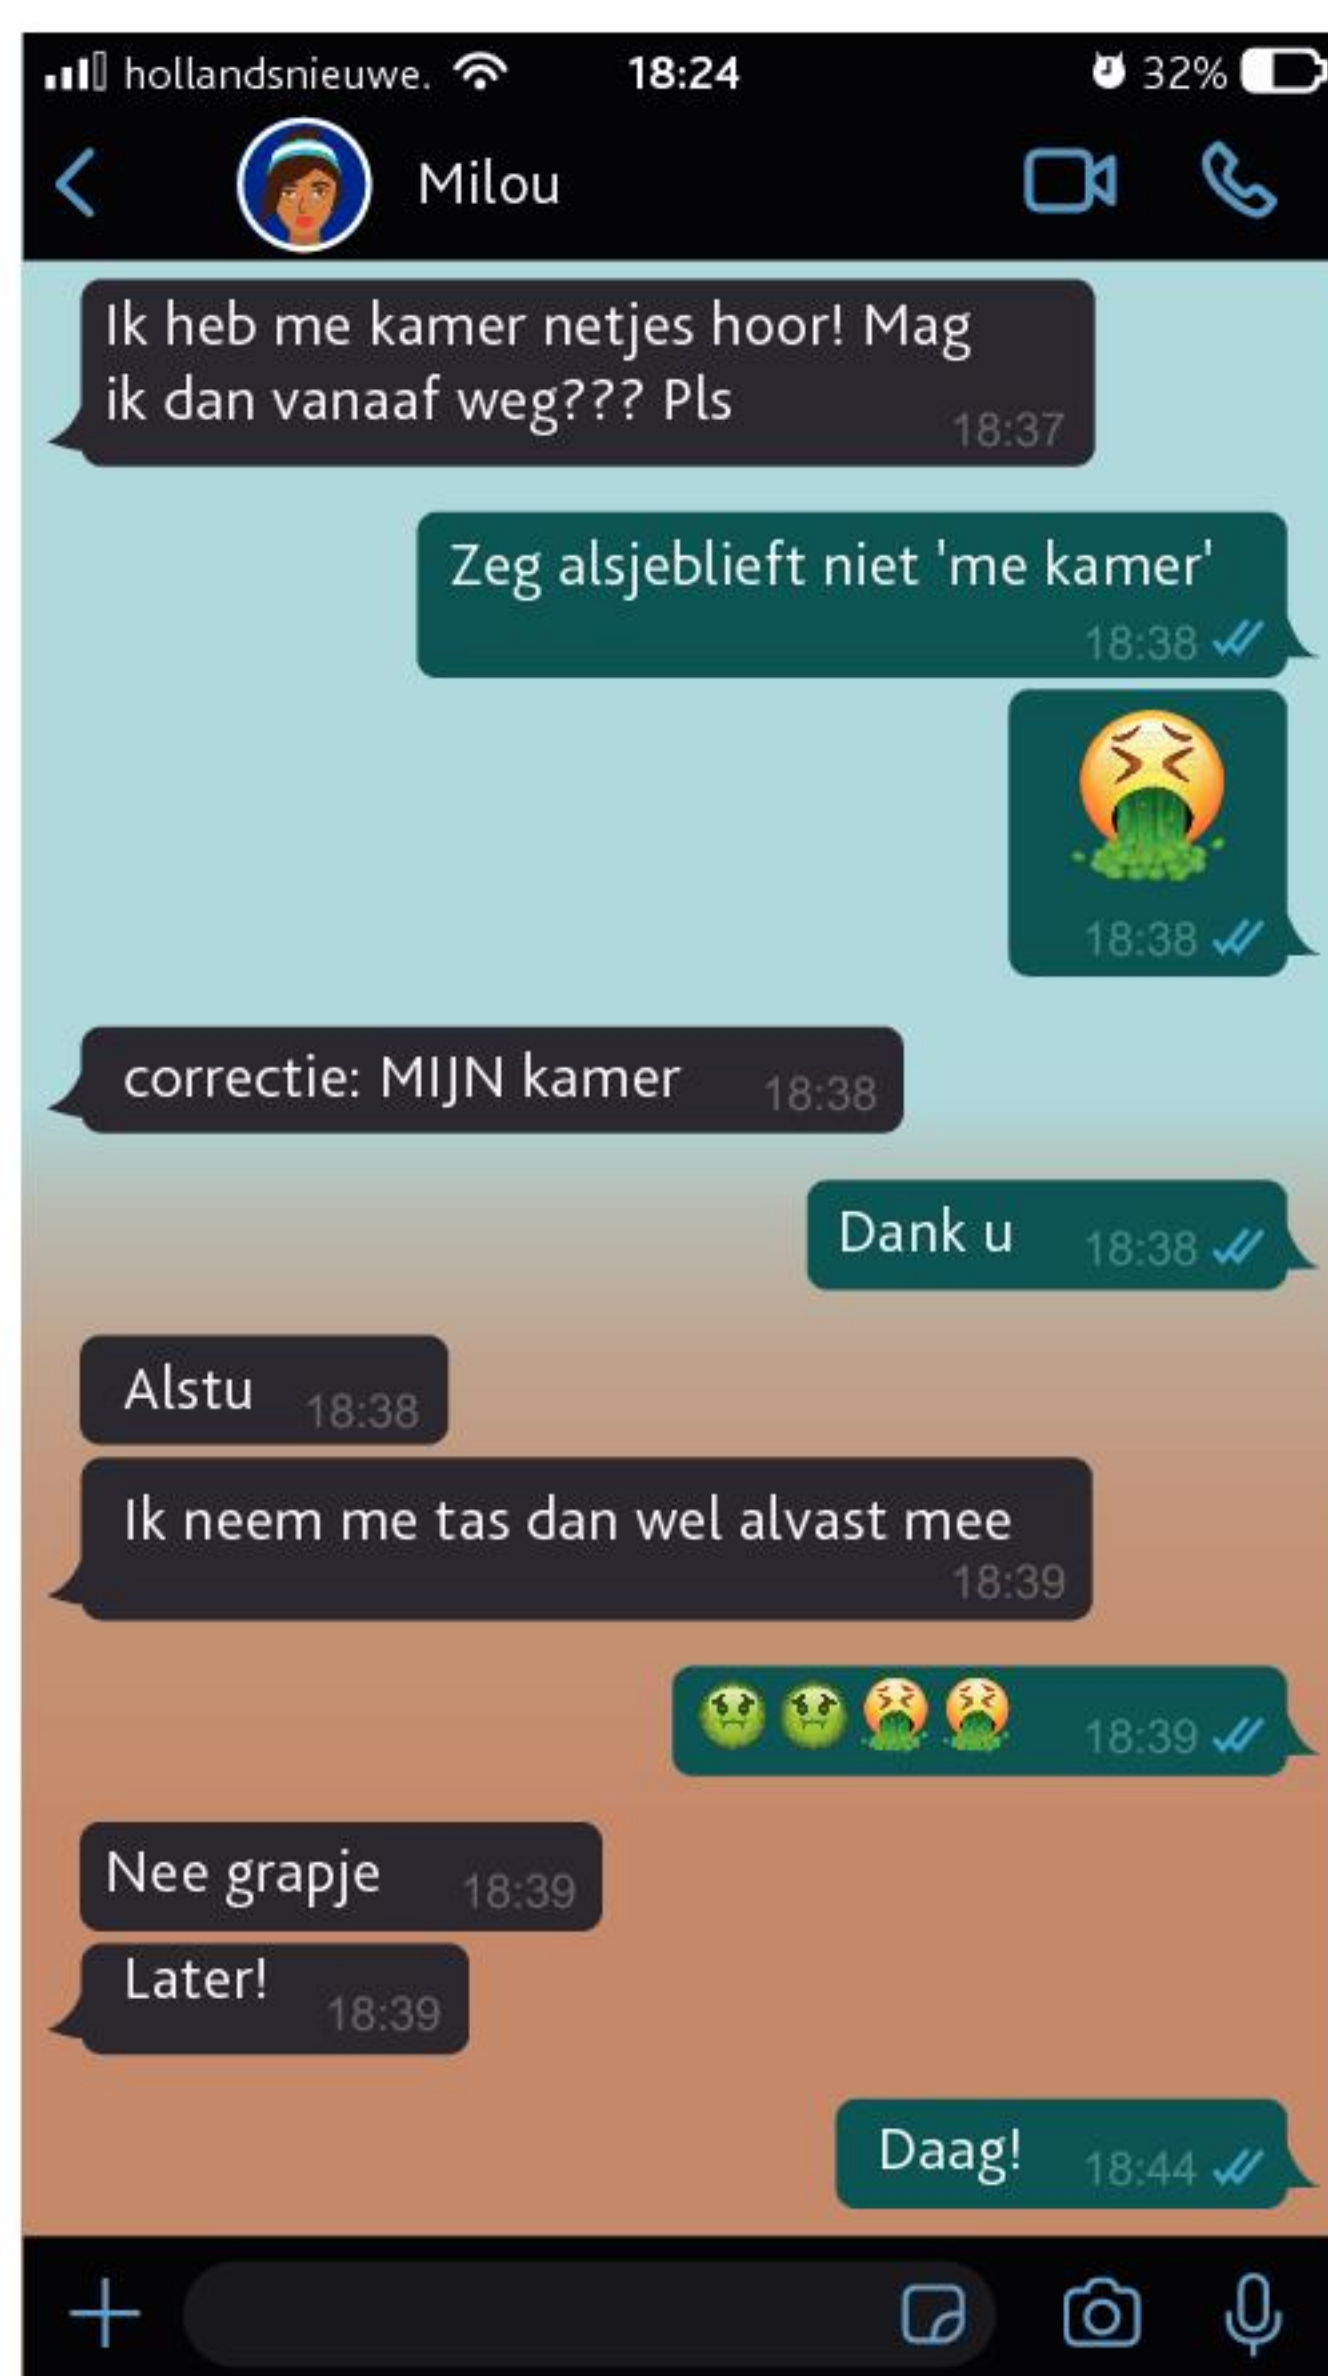 hollandsnieuwe. 18:24 32%
Milou
Ik heb me kamer netjes hoor! Mag
ik dan vanaaf weg??? Pls
18:37
Zeg alsjeblieft niet 'me kamer'
18:38
18:38
correctie: MIJN kamer 18:38
Dank u 18:38
Alstu 18:38
Ik neem me tas dan wel alvast mee
18:39
18:39
Nee grapje 18:39
Later! 18:39
Daag! 18:44